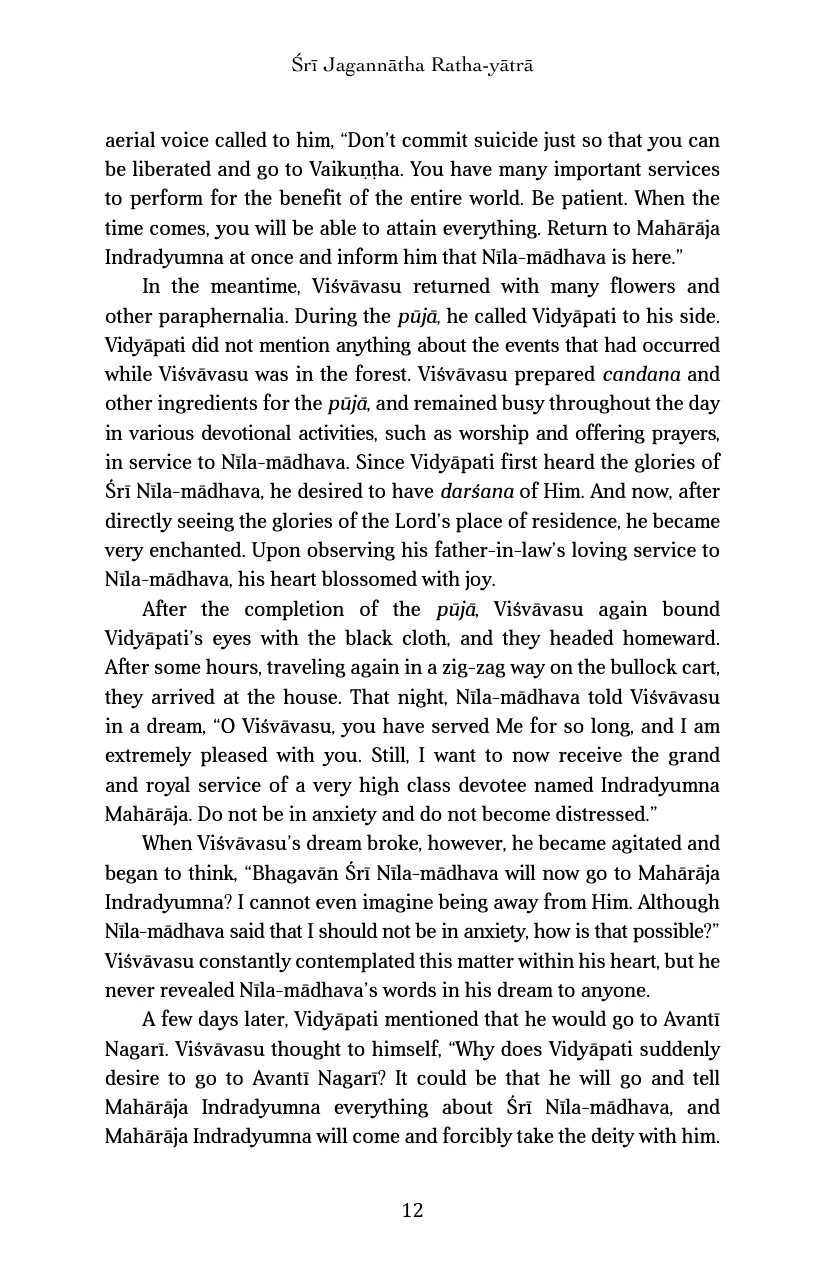 Śrī Jagannātha Ratha-yātrā
aerial voice called to him, “Don’t commit suicide just so that you can
be liberated and go to Vaikuṇṭha. You have many important services
to perform for the benefit of the entire world. Be patient. When the
time comes, you will be able to attain everything. Return to Mahārāja
Indradyumna at once and inform him that Nīla-mādhava is here.”
In the meantime, Viśvāvasu returned with many flowers and
other paraphernalia. During the pūjā, he called Vidyāpati to his side.
Vidyāpati did not mention anything about the events that had occurred
while Viśvāvasu was in the forest. Viśvāvasu prepared candana and
other ingredients for the pūjā, and remained busy throughout the day
in various devotional activities, such as worship and offering prayers,
in service to Nīla-mādhava. Since Vidyāpati first heard the glories of
Śrī Nīla-mādhava, he desired to have darśana of Him. And now, after
directly seeing the glories of the Lord’s place of residence, he became
very enchanted. Upon observing his father-in-law’s loving service to
Nīla-mādhava, his heart blossomed with joy.
After the completion of the pūjā, Viśvāvasu again bound
Vidyāpati’s eyes with the black cloth, and they headed homeward.
After some hours, traveling again in a zig-zag way on the bullock cart,
they arrived at the house. That night, Nīla-mādhava told Viśvāvasu
in a dream, “O Viśvāvasu, you have served Me for so long, and I am
extremely pleased with you. Still, I want to now receive the grand
and royal service of a very high class devotee named Indradyumna
Mahārāja. Do not be in anxiety and do not become distressed.”
When Viśvāvasu’s dream broke, however, he became agitated and
began to think, “Bhagavān Śrī Nīla-mādhava will now go to Mahārāja
Indradyumna? I cannot even imagine being away from Him. Although
Nīla-mādhava said that I should not be in anxiety, how is that possible?”
Viśvāvasu constantly contemplated this matter within his heart, but he
never revealed Nīla-mādhava’s words in his dream to anyone.
A few days later, Vidyāpati mentioned that he would go to Avantī
Nagarī. Viśvāvasu thought to himself, “Why does Vidyāpati suddenly
desire to go to Avantī Nagarī? It could be that he will go and tell
Mahārāja Indradyumna everything about Śrī Nīla-mādhava, and
Mahārāja Indradyumna will come and forcibly take the deity with him.
12